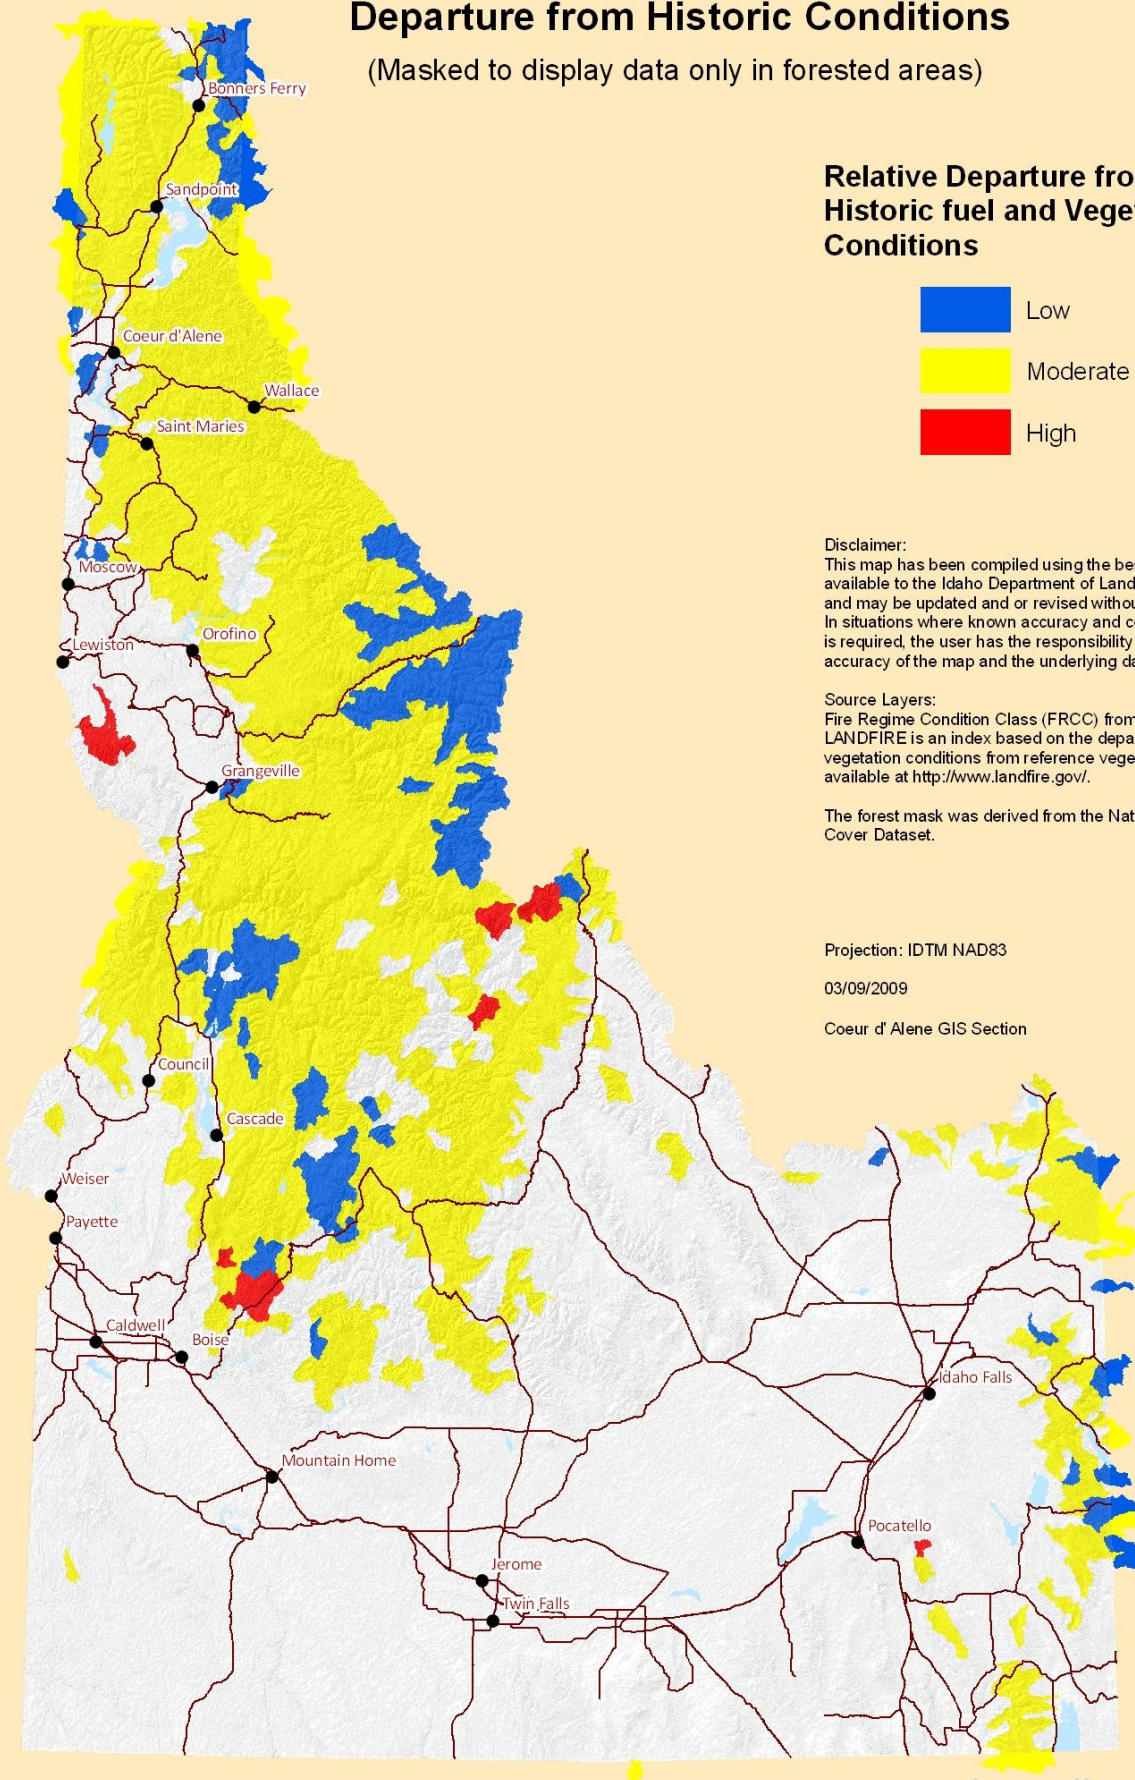 Departure from Historic Conditions
(Masked to display data only in forested areas)
Relative Departure fro
Historic fuel and Vege
Conditions
Low
Moderate
High
Disclaimer:
This map has been compiled using the be
available to the Idaho Department of Land
and may be updated and or revised withou
In situations where known accuracy and c
is required, the user has the responsibility
accuracy of the map and the underlying da
Source Layers:
Fire Regime Condition Class (FRCC) from
LANDFIRE is an index based on the depa
vegetation conditions from reference vege
available at http://www.landfire.gov/.
The forest mask was derived from the Nat
Cover Dataset.
Projection: IDTM NAD83
03/09/2009
Coeur d' Alene GIS Section
Bonners Ferry
Sandpoint
Coeur d'Alene
Wallace
Saint Maries
Moscow
Orofino
Lewiston
Grangeville
Council
Cascade
Weiser
Payette
Caldwell
Boise
Idaho Falls
Mountain Home
Pocatello
Jerome
Twin Falls